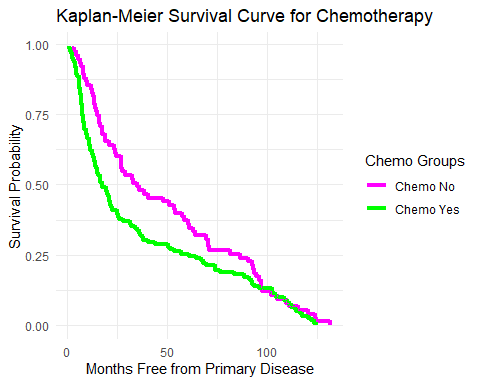 Kaplan-Meier Survival Curve for Chemotherapy
1.00
0.75
0.50
0.25
0.00
Survival Probability
0
50
100
Months Free from Primary Disease
Chemo Groups
Chemo No
Chemo Yes